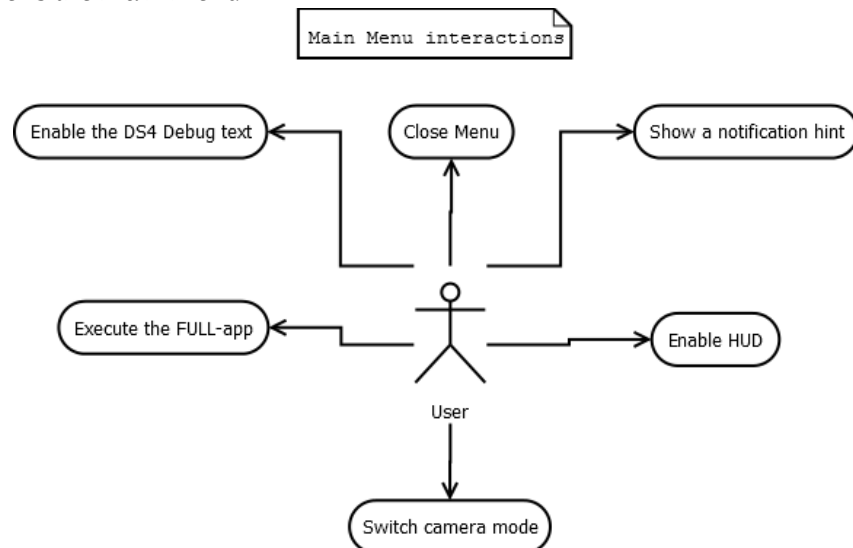 Main Menu interactions
Enable the DS4 Debug text
Close Menu
Show a notification hint
Execute the FULL-app
Enable HUD
User
Switch camera mode